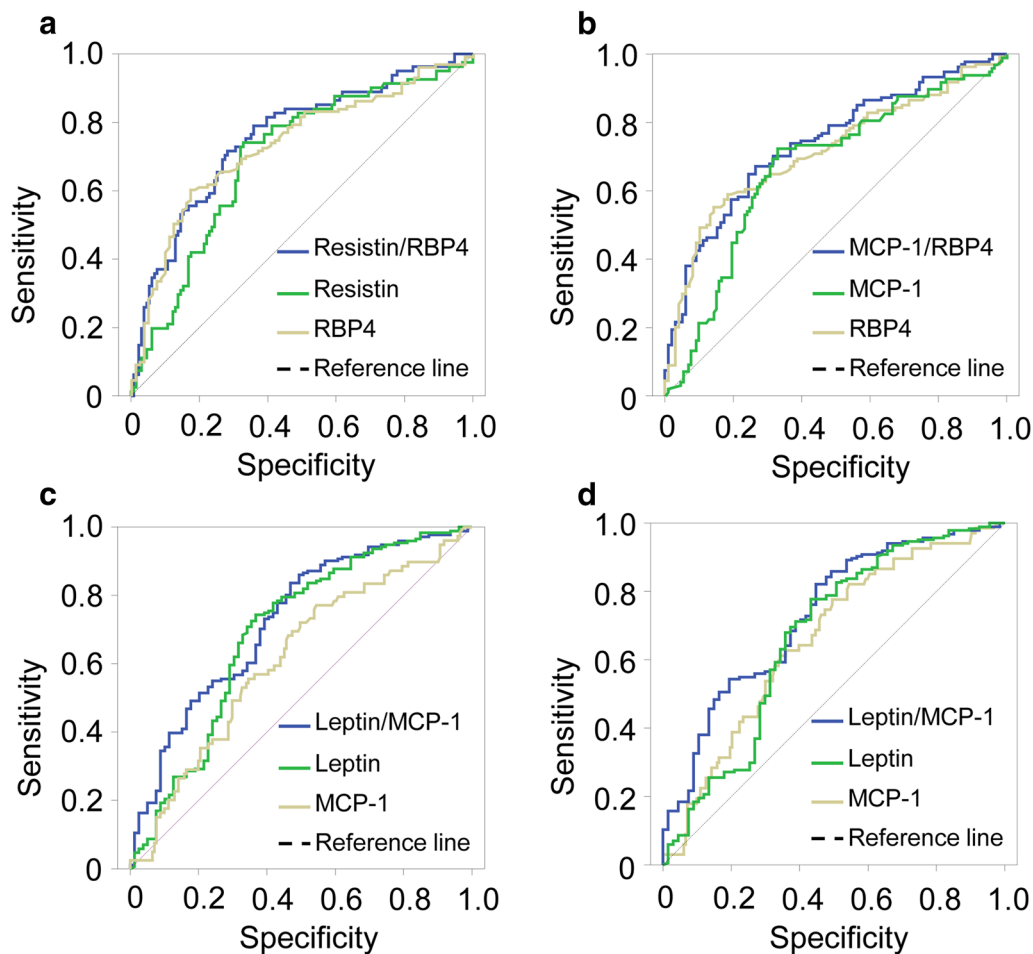 a
Sensitivity
1.0
0.8
0.6
0.4
0.2
0
Resistin/RBP4
Resistin
RBP4
Reference line
0 0.2 0.4 0.6 0.8 1.0
Specificity
b
Sensitivity
1.0
0.8
0.6
0.4
0.2
0
MCP-1/RBP4
MCP-1
RBP4
Reference line
0 0.2 0.4 0.6 0.8 1.0
Specificity
c
Sensitivity
1.0
0.8
0.6
0.4
0.2
0
Leptin/MCP-1
Leptin
MCP-1
Reference line
0 0.2 0.4 0.6 0.8 1.0
Specificity
d
Sensitivity
1.0
0.8
0.6
0.4
0.2
0
Leptin/MCP-1
Leptin
MCP-1
Reference line
0 0.2 0.4 0.6 0.8 1.0
Specificity